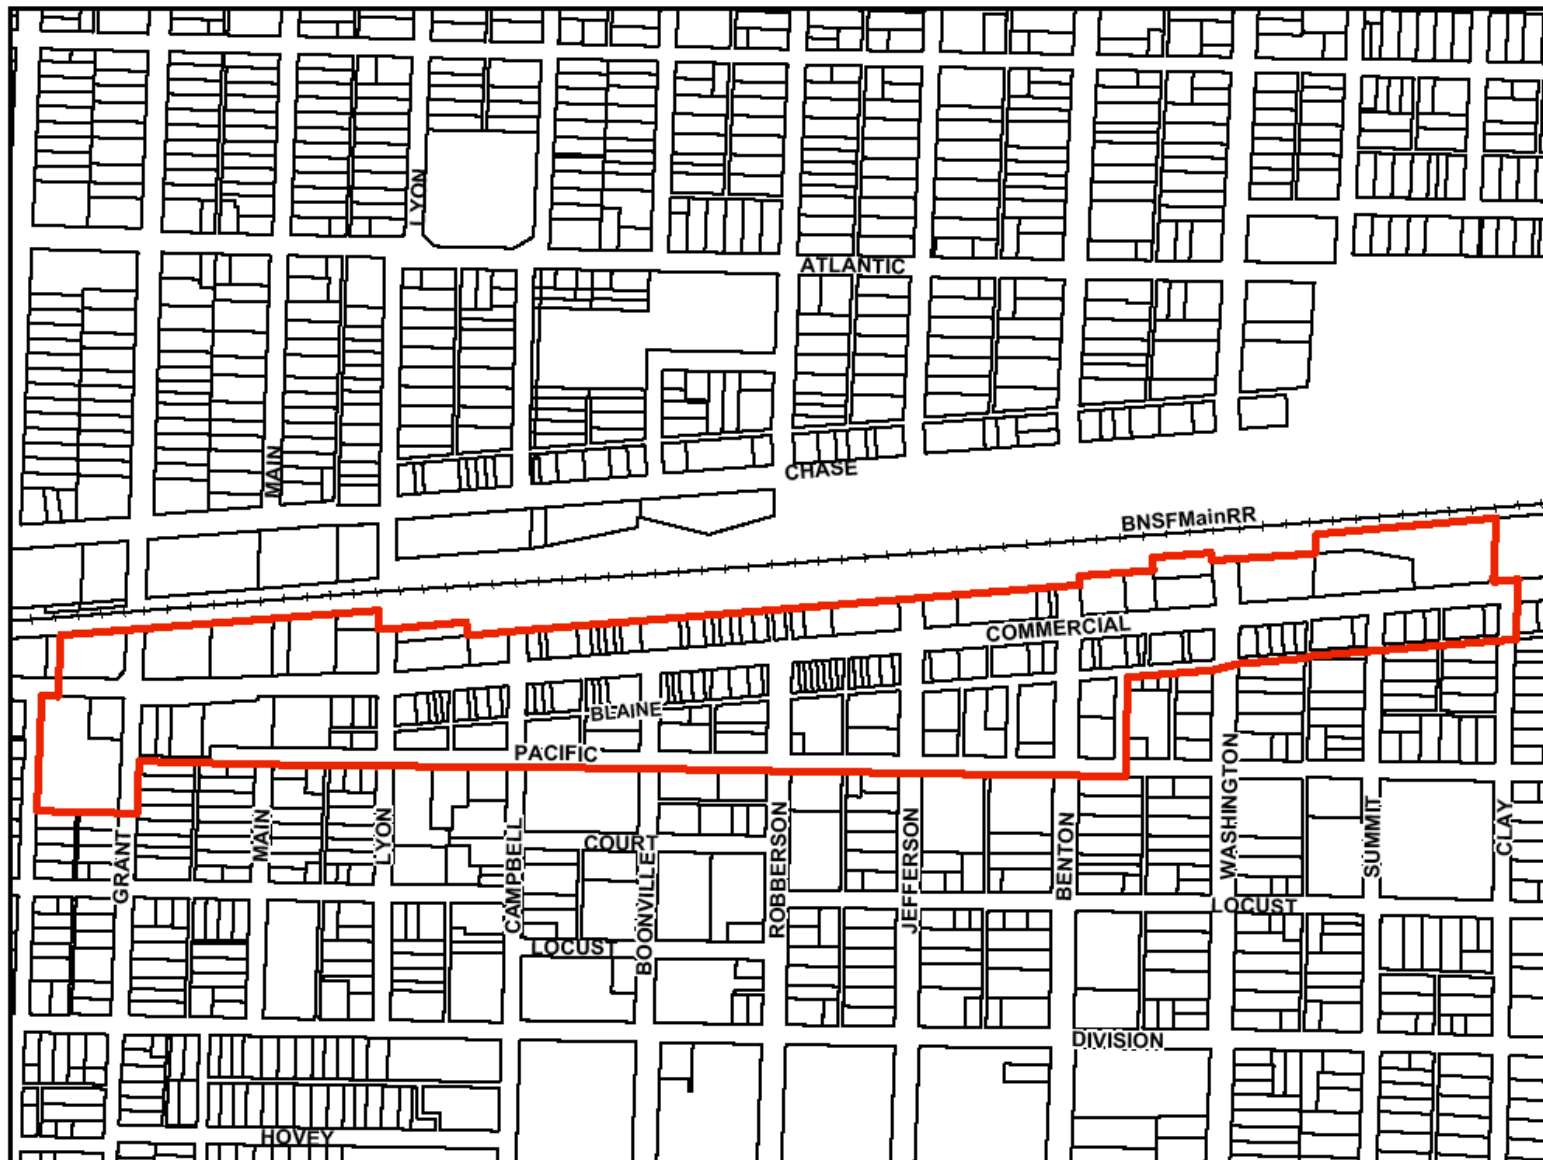 LYON
ATLANTIC
MAIN
CHASE
BNSFMainRR
COMMERCIAL
BLAINE
PACIFIC
GRANT
MAIN
LYON
CAMPBELL
COURT
BOONVILLE
ROBBERSON
JEFFERSON
BENTON
WASHINGTON
SUMMIT
CLAY
LOCUST
LOCUST
DIVISION
HOVEY